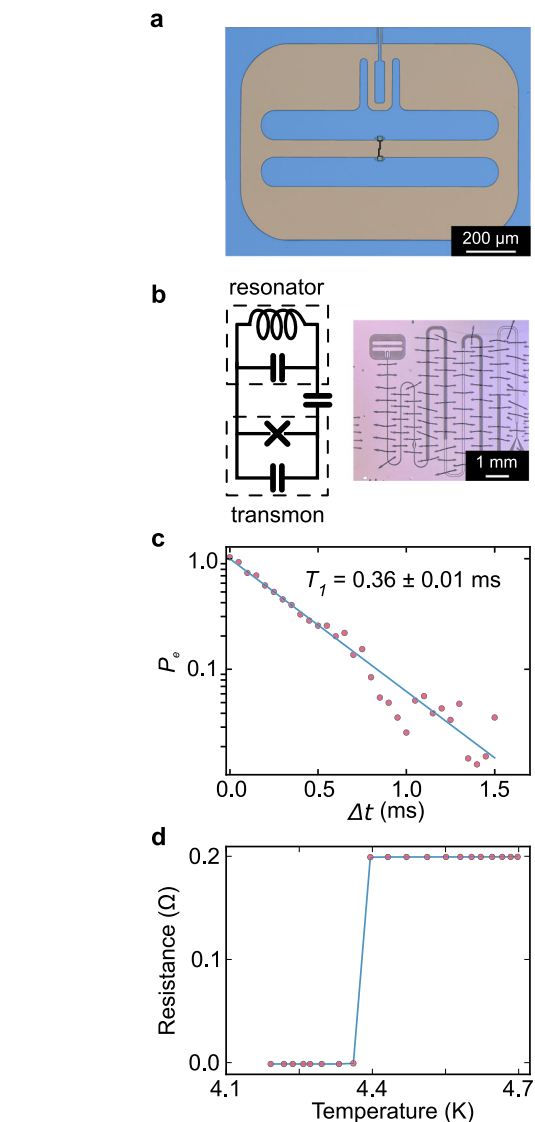 a
200 µm
b
resonator
transmon
1 mm
c
T₁ = 0.36 ± 0.01 ms
1.0
0.1
Pₑ
0.0 0.5 1.0 1.5
Δt (ms)
d
0.2
0.1
0.0
Resistance (Ω)
4.1 4.4 4.7
Temperature (K)